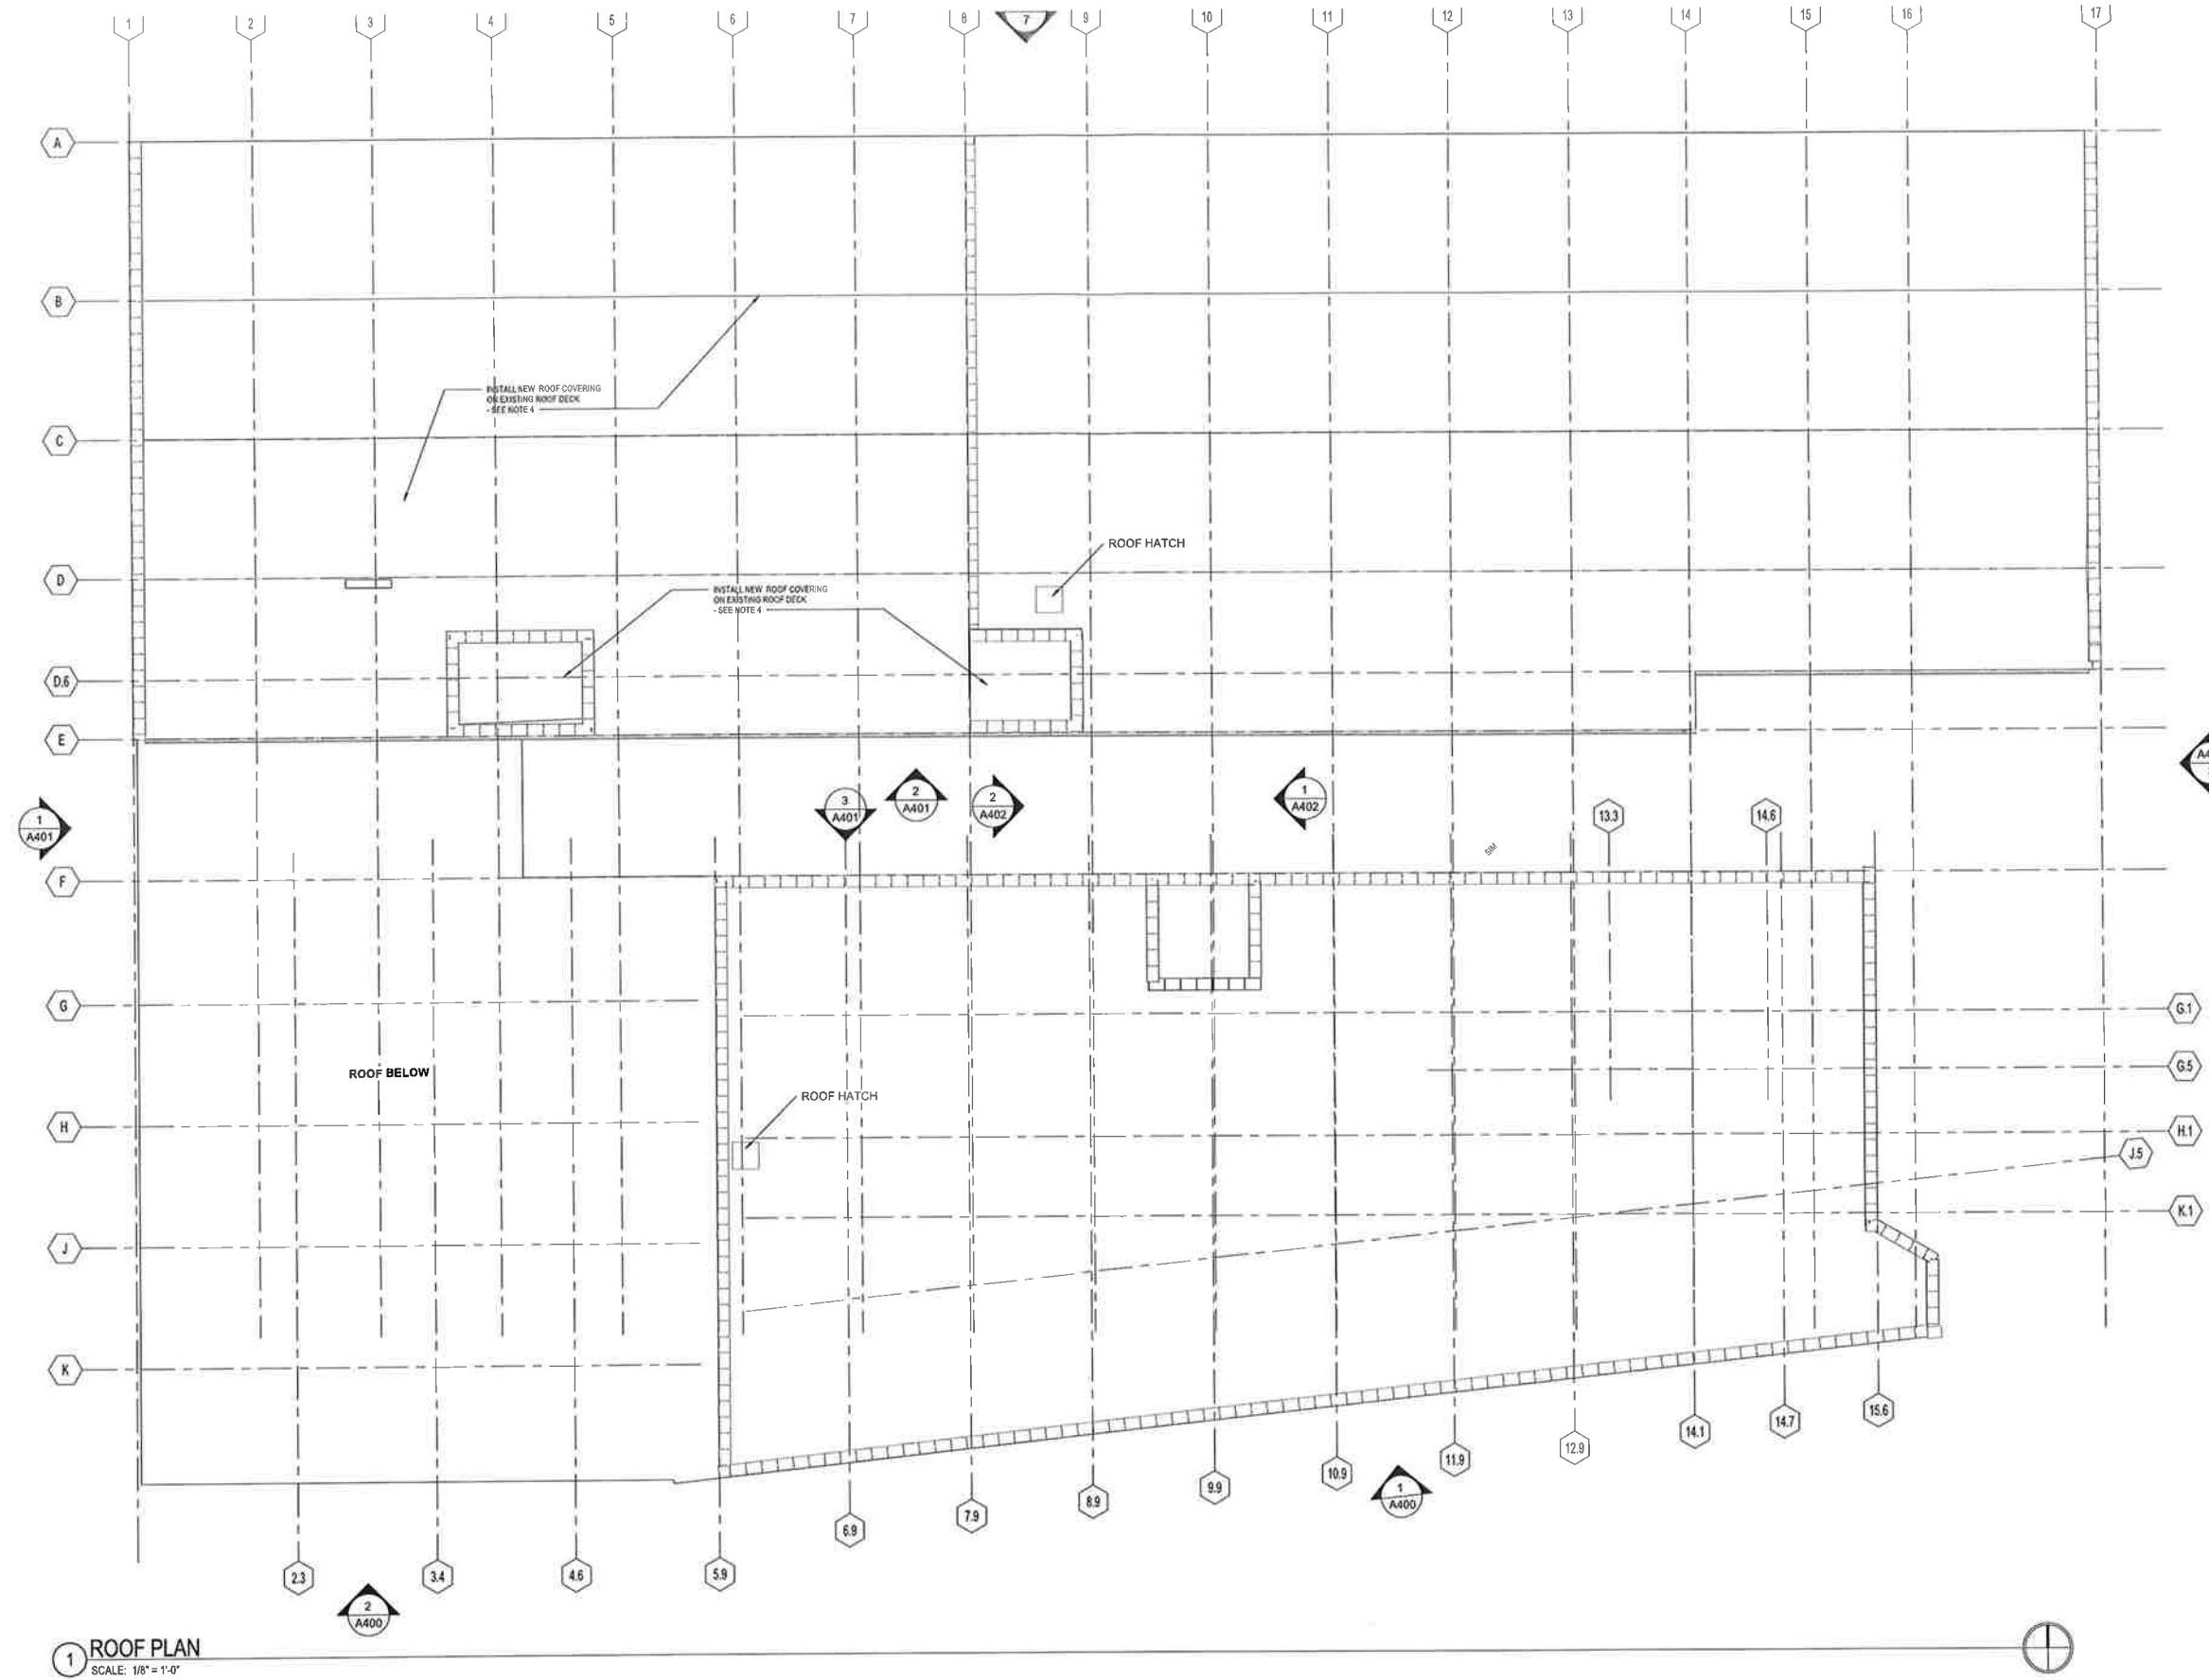 1
2
3
4
5
6
7
8
7
9
10
11
12
13
14
15
16
17
A
B
INSTALL NEW ROOF COVERING
ON EXISTING ROOF DECK
- SEE NOTE 4
C
ROOF HATCH
D
INSTALL NEW ROOF COVERING
ON EXISTING ROOF DECK
- SEE NOTE 4
D.6
E
1
A401
3
A401
2
A401
2
A402
1
A402
13.3
14.6
SIM
F
G
G.1
ROOF BELOW
G.5
ROOF HATCH
H
H.1
J.5
K.1
J
K
2.3
3.4
4.6
5.9
6.9
7.9
8.9
9.9
10.9
11.9
12.9
14.1
14.7
15.6
1
A400
2
A400
1
ROOF PLAN
SCALE: 1/8" = 1'-0"